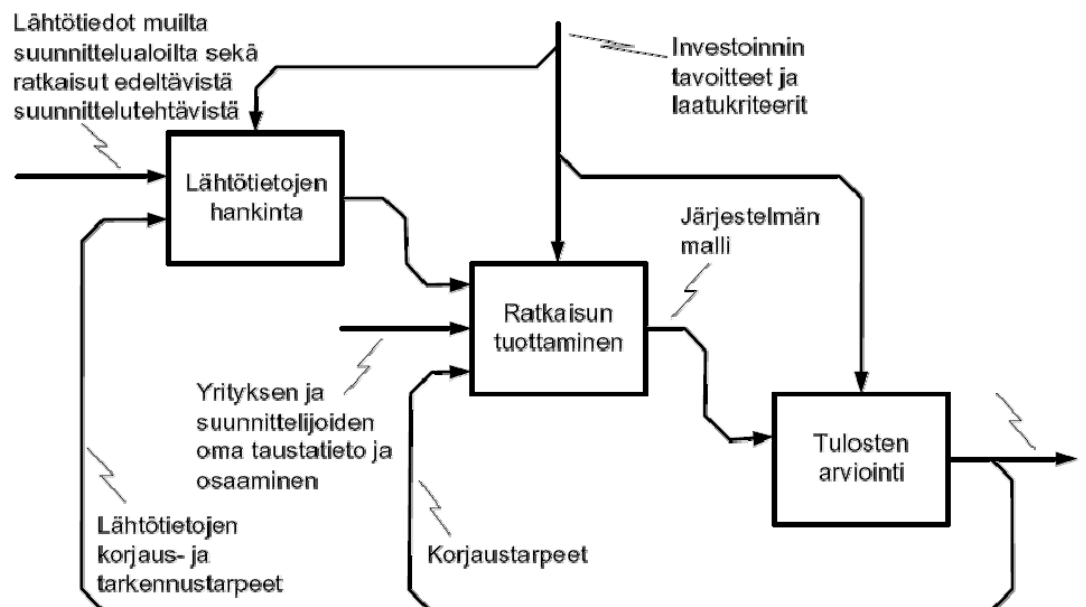 Lähtötiedot muilta
suunnittelualoilta sekä
ratkaisut edeltävistä
suunnittelutehtävistä
Investoinnin
tavoitteet ja
laatukriteerit
Lähtötietojen
hankinta
Järjestelmän
malli
Ratkaisun
tuottaminen
Yrityksen ja
suunnittelijoiden
oma taustatieto ja
osaaminen
Tulosten
arviointi
Lähtötietojen
korjaus- ja
tarkennustarpeet
Korjaustarpeet